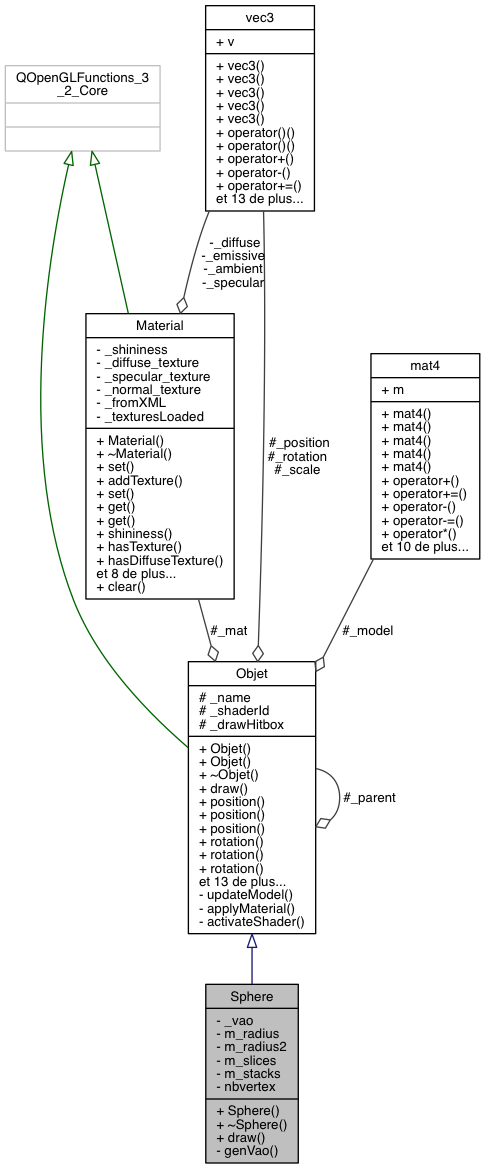 vec3
+ v
+ vec3()
+ vec3()
+ vec3()
+ vec3()
+ vec3()
+ operator()()
+ operator()()
+ operator+()
+ operator-()
+ operator+=()
et 13 de plus...
QOpenGLFunctions_3
_2_Core
-_diffuse
-_emissive
-_ambient
-_specular
Material
- _shininess
- _diffuse_texture
- _specular_texture
- _normal_texture
- _fromXML
- _texturesLoaded
+ Material()
+ ~Material()
+ set()
+ addTexture()
+ set()
+ get()
+ get()
+ shininess()
+ hasTexture()
+ hasDiffuseTexture()
et 8 de plus...
+ clear()
#_position
#_rotation
#_scale
mat4
+ m
+ mat4()
+ mat4()
+ mat4()
+ mat4()
+ mat4()
+ operator+()
+ operator+=()
+ operator-()
+ operator-=()
+ operator*()
et 10 de plus...
#_mat
#_model
Objet
# _name
# _shaderId
# _drawHitbox
+ Objet()
+ Objet()
+ ~Objet()
+ draw()
+ position()
+ position()
+ position()
+ rotation()
+ rotation()
+ rotation()
et 13 de plus...
- updateModel()
- applyMaterial()
- activateShader()
#_parent
Sphere
- _vao
- m_radius
- m_radius2
- m_slices
- m_stacks
- nbvertex
+ Sphere()
+ ~Sphere()
+ draw()
- genVao()